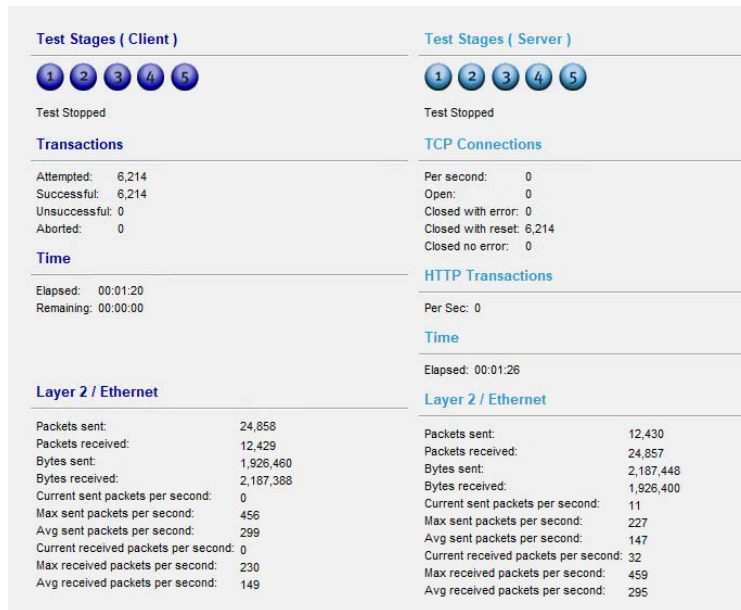 Test Stages ( Client )
1 2 3 4 5
Test Stopped
Transactions
Attempted: 6,214
Successful: 6,214
Unsuccessful: 0
Aborted: 0
Time
Elapsed: 00:01:20
Remaining: 00:00:00
Layer 2 / Ethernet
Packets sent: 24,858
Packets received: 12,429
Bytes sent: 1,926,460
Bytes received: 2,187,388
Current sent packets per second: 0
Max sent packets per second: 456
Avg sent packets per second: 299
Current received packets per second: 0
Max received packets per second: 230
Avg received packets per second: 149
Test Stages ( Server )
1 2 3 4 5
Test Stopped
TCP Connections
Per second: 0
Open: 0
Closed with error: 0
Closed with reset: 6,214
Closed no error: 0
HTTP Transactions
Per Sec: 0
Time
Elapsed: 00:01:26
Layer 2 / Ethernet
Packets sent: 12,430
Packets received: 24,857
Bytes sent: 2,187,448
Bytes received: 1,926,400
Current sent packets per second: 11
Max sent packets per second: 227
Avg sent packets per second: 147
Current received packets per second: 32
Max received packets per second: 459
Avg received packets per second: 295